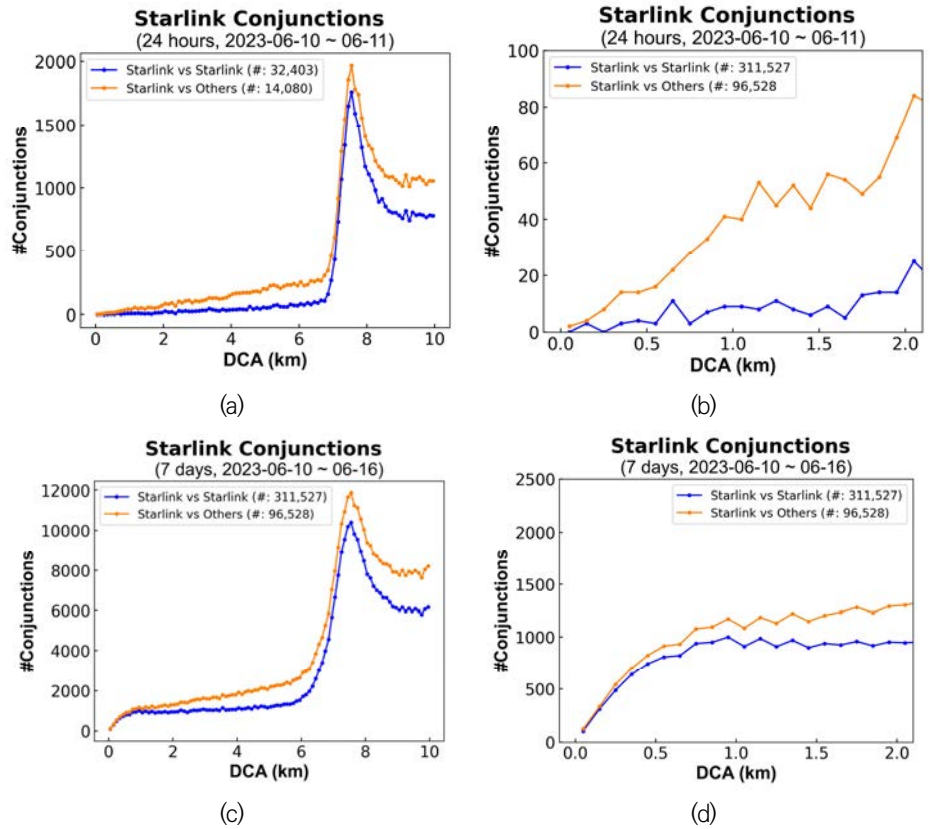 Starlink Conjunctions
(24 hours, 2023-06-10 ~ 06-11)
#Conjunctions
2000
1500
1000
500
0
Starlink vs Starlink (#: 32,403)
Starlink vs Others (#: 14,080)
0 2 4 6 8 10
DCA (km)
(a)
Starlink Conjunctions
(24 hours, 2023-06-10 ~ 06-11)
#Conjunctions
100
80
60
40
20
0
Starlink vs Starlink (#: 311,527
Starlink vs Others (#: 96,528
0.0 0.5 1.0 1.5 2.0
DCA (km)
(b)
Starlink Conjunctions
(7 days, 2023-06-10 ~ 06-16)
#Conjunctions
12000
10000
8000
6000
4000
2000
0
Starlink vs Starlink (#: 311,527)
Starlink vs Others (#: 96,528)
0 2 4 6 8 10
DCA (km)
(c)
Starlink Conjunctions
(7 days, 2023-06-10 ~ 06-16)
#Conjunctions
2500
2000
1500
1000
500
0
Starlink vs Starlink (#: 311,527)
Starlink vs Others (#: 96,528)
0.0 0.5 1.0 1.5 2.0
DCA (km)
(d)